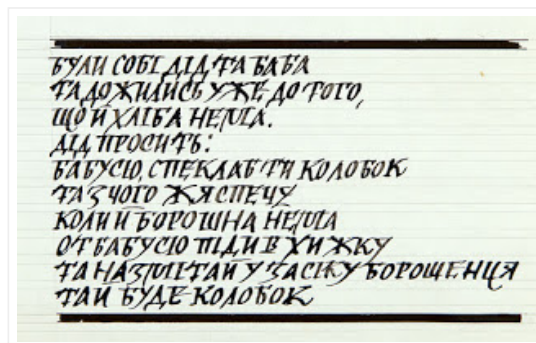 БУЛИ СОБІ ДІД ТА БАБА
ТА ДОЖИЛИСЬ УЖЕ ДО ТОГО,
ЩО Й ХЛІБА НЕМА.
ДІД ПРОСИТЬ:
БАБУСЮ, СПЕКЛАБ ТИ КОЛОБОК
ТА З ЧОГО Ж Я СПЕЧУ
КОЛИ Й БОРОШНА НЕМА
ОТ БАБУСЮ ПІДИ В ХИЖКУ
ТА НАЗМІТАЙ У ЗАСІКУ БОРОШЕНЦЯ
ТАЙ БУДЕ КОЛОБОК